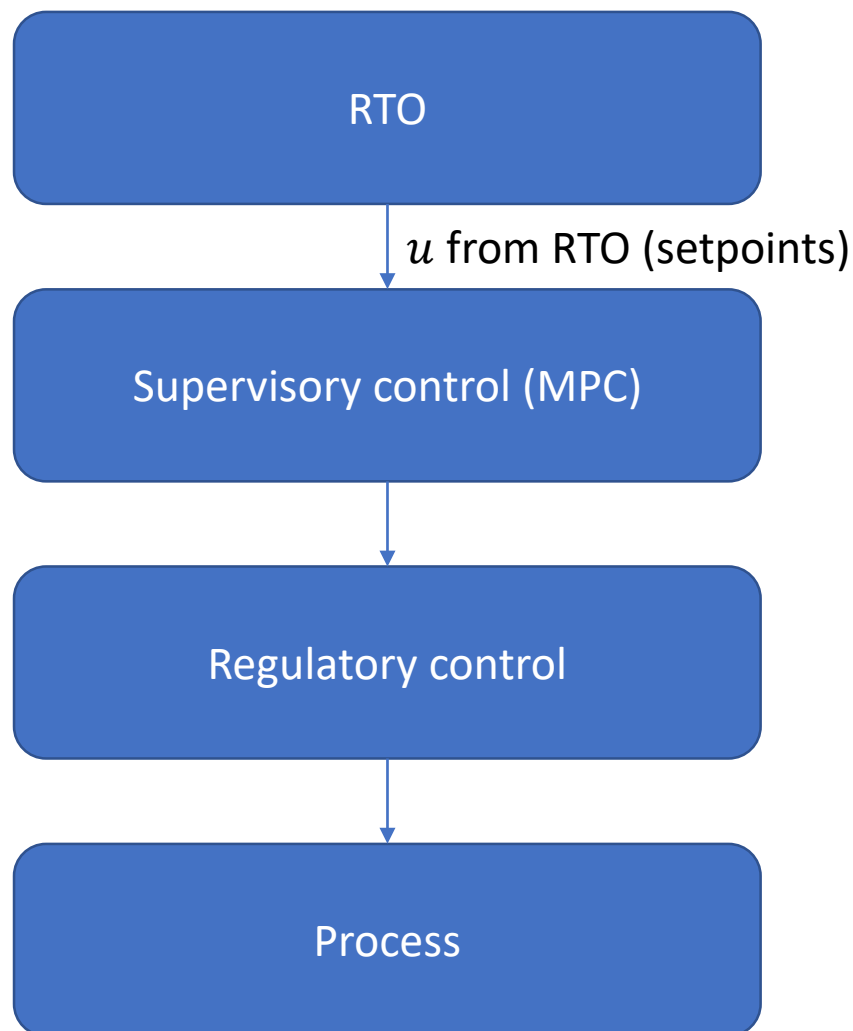 RTO
u from RTO (setpoints)
Supervisory control (MPC)
Regulatory control
Process